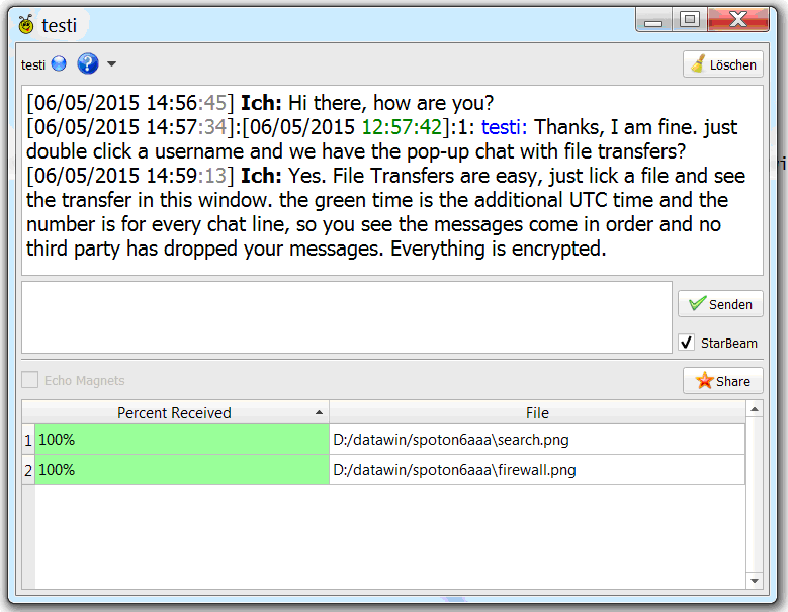 testi
testi Löschen
[06/05/2015 14:56:45] Ich: Hi there, how are you?
[06/05/2015 14:57:34]:[06/05/2015 12:57:42]:1: testi: Thanks, I am fine. just
double click a username and we have the pop-up chat with file transfers?
[06/05/2015 14:59:13] Ich: Yes. File Transfers are easy, just lick a file and see
the transfer in this window. the green time is the additional UTC time and the
number is for every chat line, so you see the messages come in order and no
third party has dropped your messages. Everything is encrypted.
Senden
StarBeam
Echo Magnets Share
Percent Received File
1 100% D:/datawin/spoton6aaa\search.png
2 100% D:/datawin/spoton6aaa\firewall.png